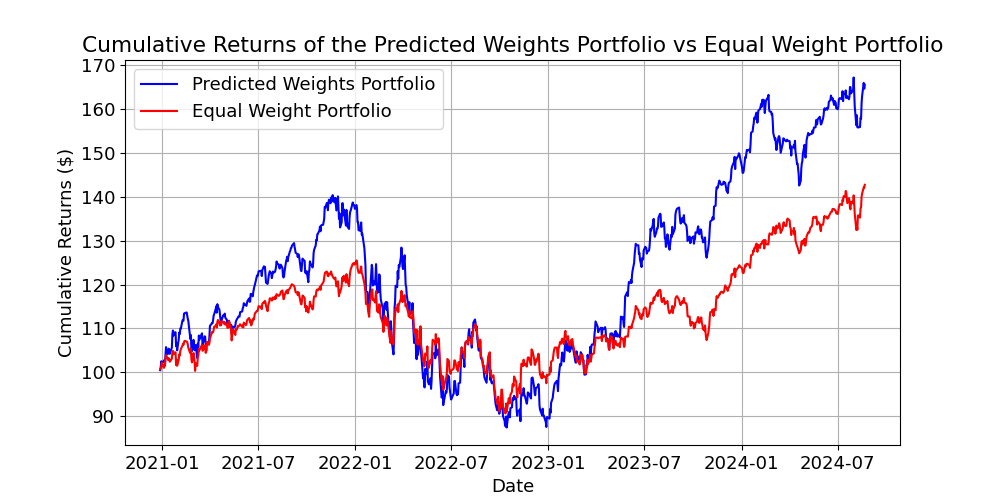 Cumulative Returns of the Predicted Weights Portfolio vs Equal Weight Portfolio
Predicted Weights Portfolio
Equal Weight Portfolio
Cumulative Returns ($)
170
160
150
140
130
120
110
100
90
2021-01 2021-07 2022-01 2022-07 2023-01 2023-07 2024-01 2024-07
Date